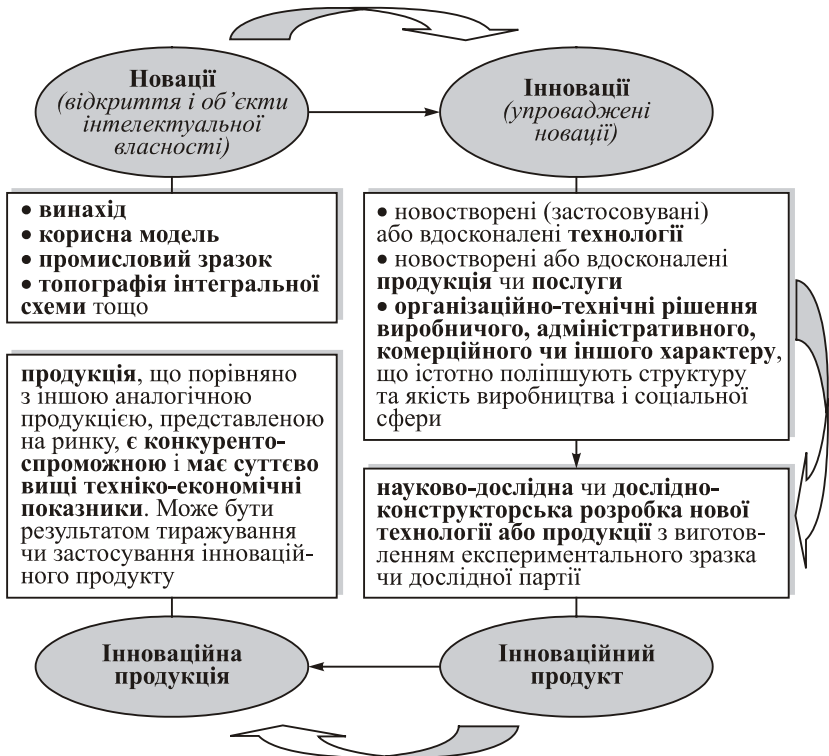 Новації
(відкриття і об’єкти
інтелектуальної
власності)
Інновації
(упроваджені
новації)
• винахід
• корисна модель
• промисловий зразок
• топографія інтегральної
схеми тощо
• новостворені (застосовувані)
або вдосконалені технології
• новостворені або вдосконалені
продукція чи послуги
• організаційно-технічні рішення
виробничого, адміністративного,
комерційного чи іншого характеру,
що істотно поліпшують структуру
та якість виробництва і соціальної
сфери
продукція, що порівняно
з іншою аналогічною
продукцією, представленою
на ринку, є конкуренто-
спроможною і має суттєво
вищі техніко-економічні
показники. Може бути
результатом тиражування
чи застосування інновацій-
ного продукту
науково-дослідна чи дослідно-
конструкторська розробка нової
технології або продукції з виготов-
ленням експериментального зразка
чи дослідної партії
Інноваційна
продукція
Інноваційний
продукт